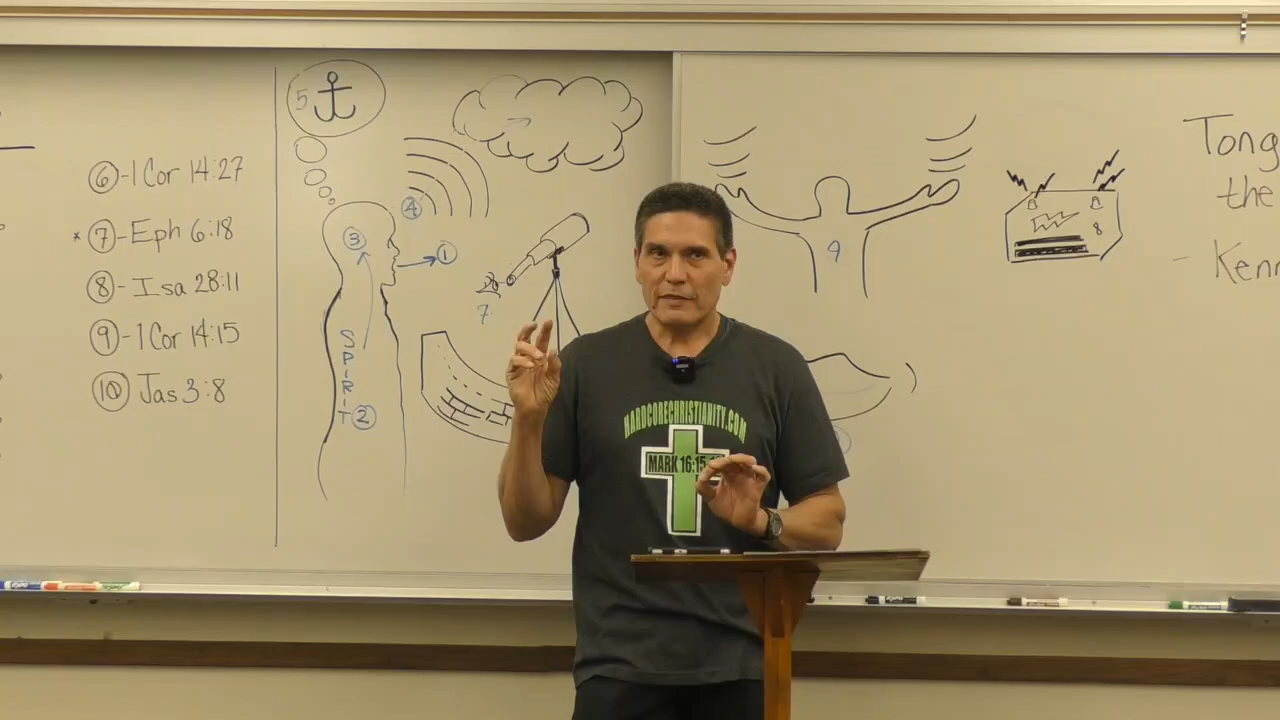 ⑥-1 Cor 14:27
* ⑦-Eph 6:18
⑧-Isa 28:11
⑨-1 Cor 14:15
⑩ Jas 3:8
5
④
③
①
SPIRIT
②
7
9
8
Tong
the
- Kenn
HARDCORECHRISTIANITY.COM
MARK 16:15